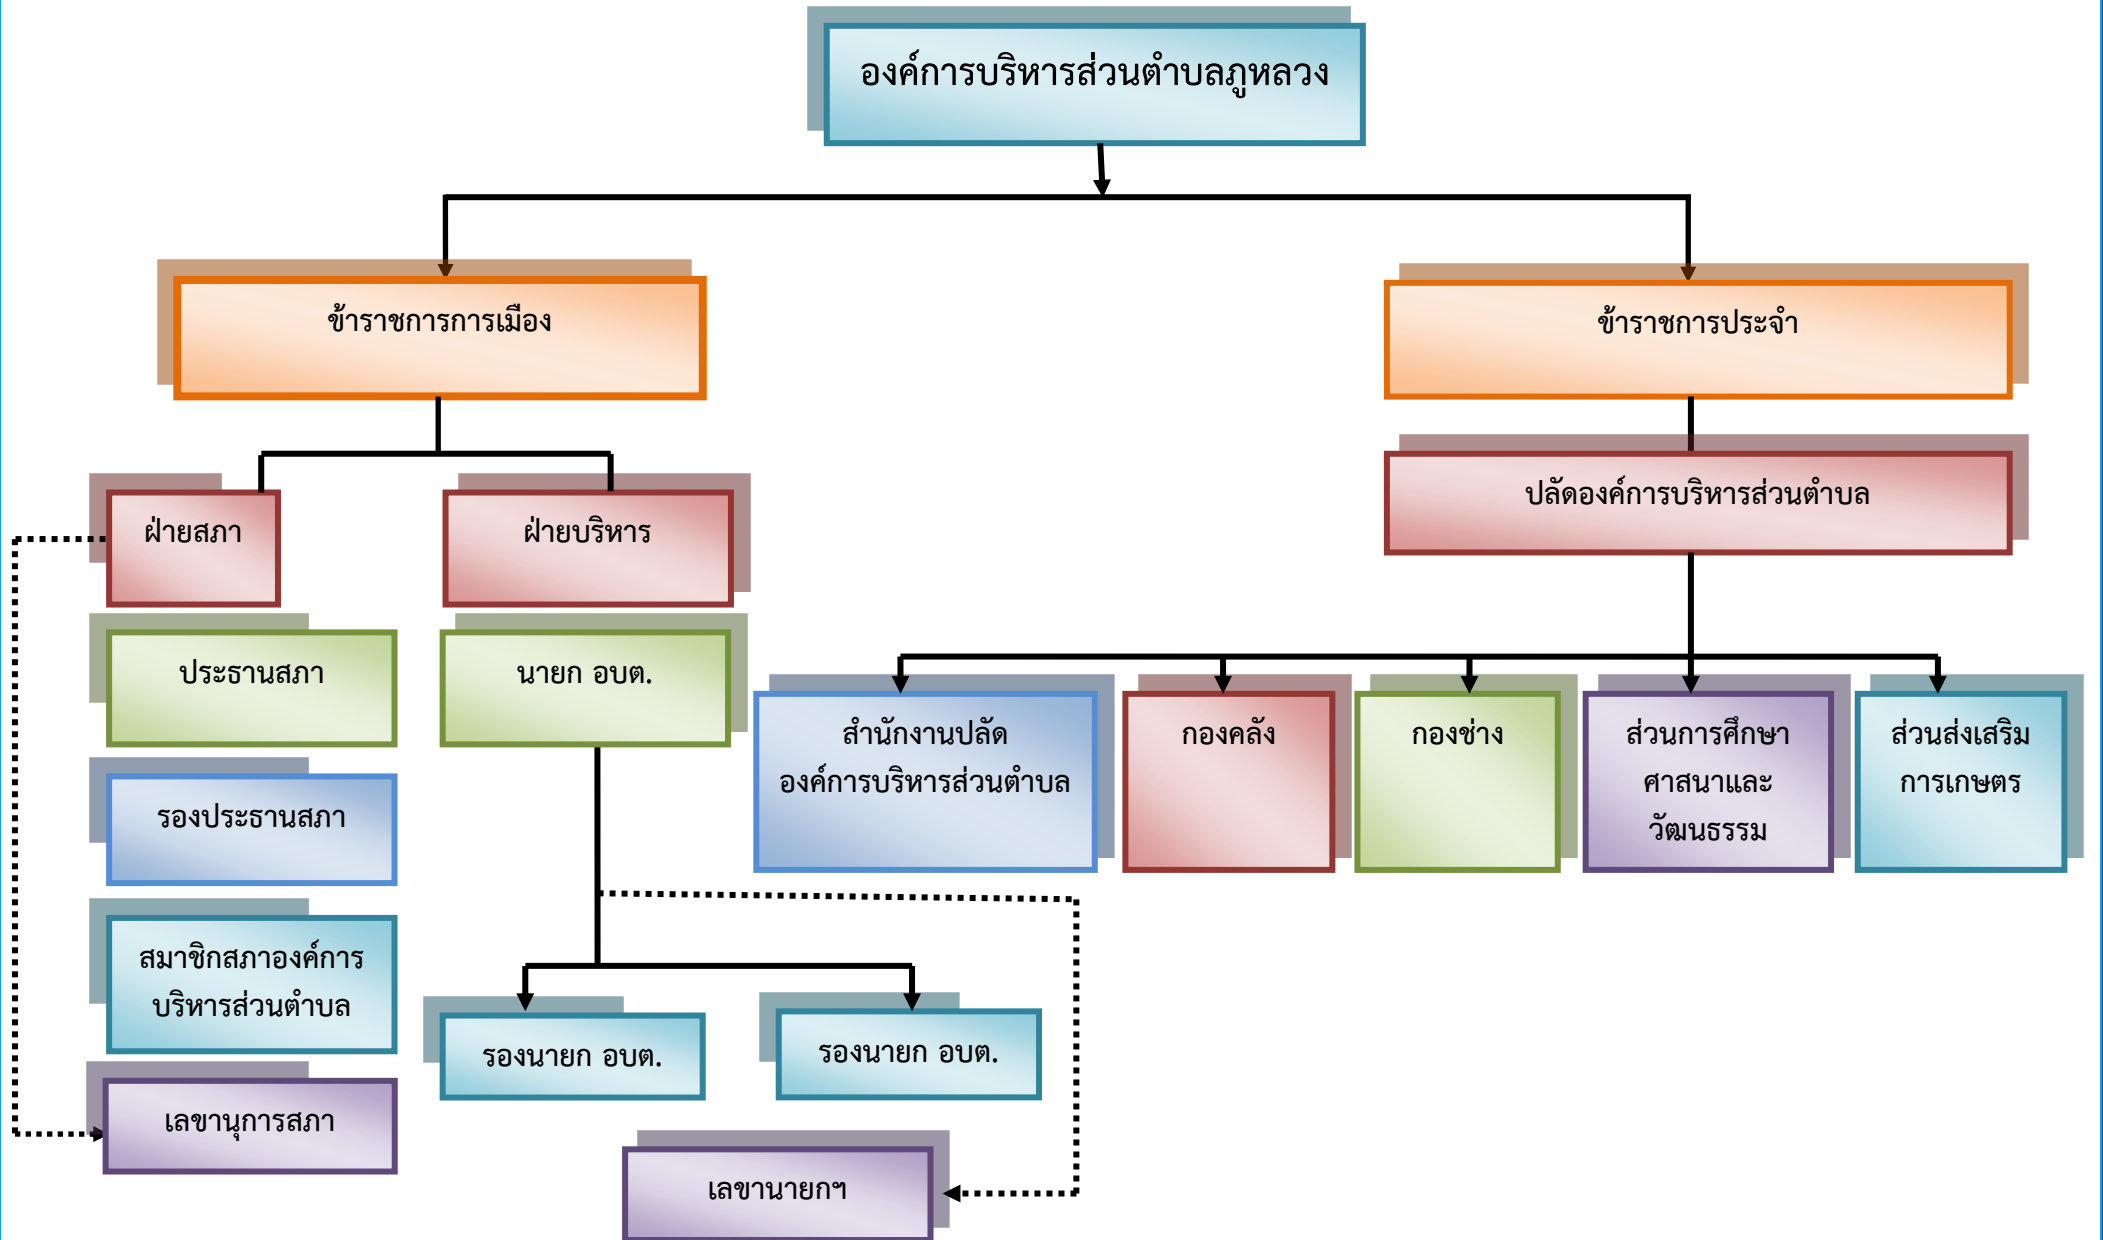 องค์การบริหารส่วนตำบลภูหลวง
ข้าราชการการเมือง
ข้าราชการประจำ
ปลัดองค์การบริหารส่วนตำบล
ฝ่ายสภา
ฝ่ายบริหาร
ประธานสภา
นายก อบต.
สำนักงานปลัด
องค์การบริหารส่วนตำบล
กองคลัง
กองช่าง
ส่วนการศึกษา
ศาสนาและ
วัฒนธรรม
ส่วนส่งเสริม
การเกษตร
รองประธานสภา
สมาชิกสภาองค์การ
บริหารส่วนตำบล
รองนายก อบต.
รองนายก อบต.
เลขานุการสภา
เลขานายกฯ